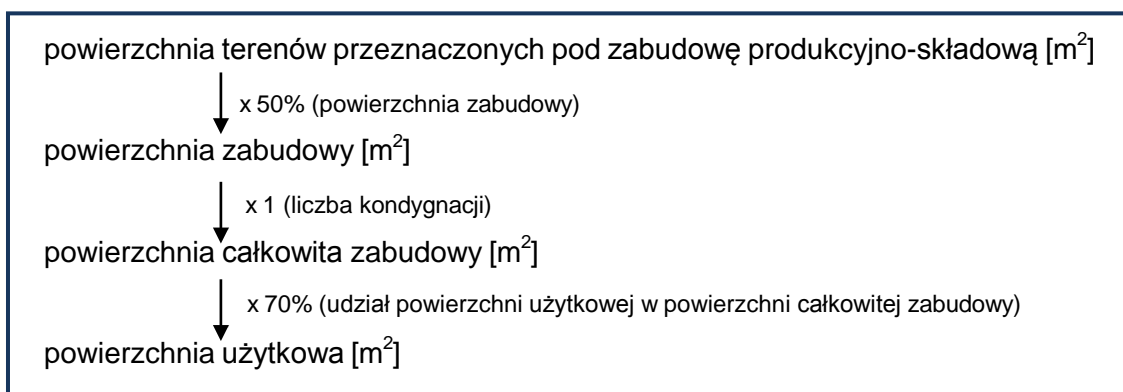 powierzchnia terenów przeznaczonych pod zabudowę produkcyjno-składową [m²]
x 50% (powierzchnia zabudowy)
powierzchnia zabudowy [m²]
x 1 (liczba kondygnacji)
powierzchnia całkowita zabudowy [m²]
x 70% (udział powierzchni użytkowej w powierzchni całkowitej zabudowy)
powierzchnia użytkowa [m²]